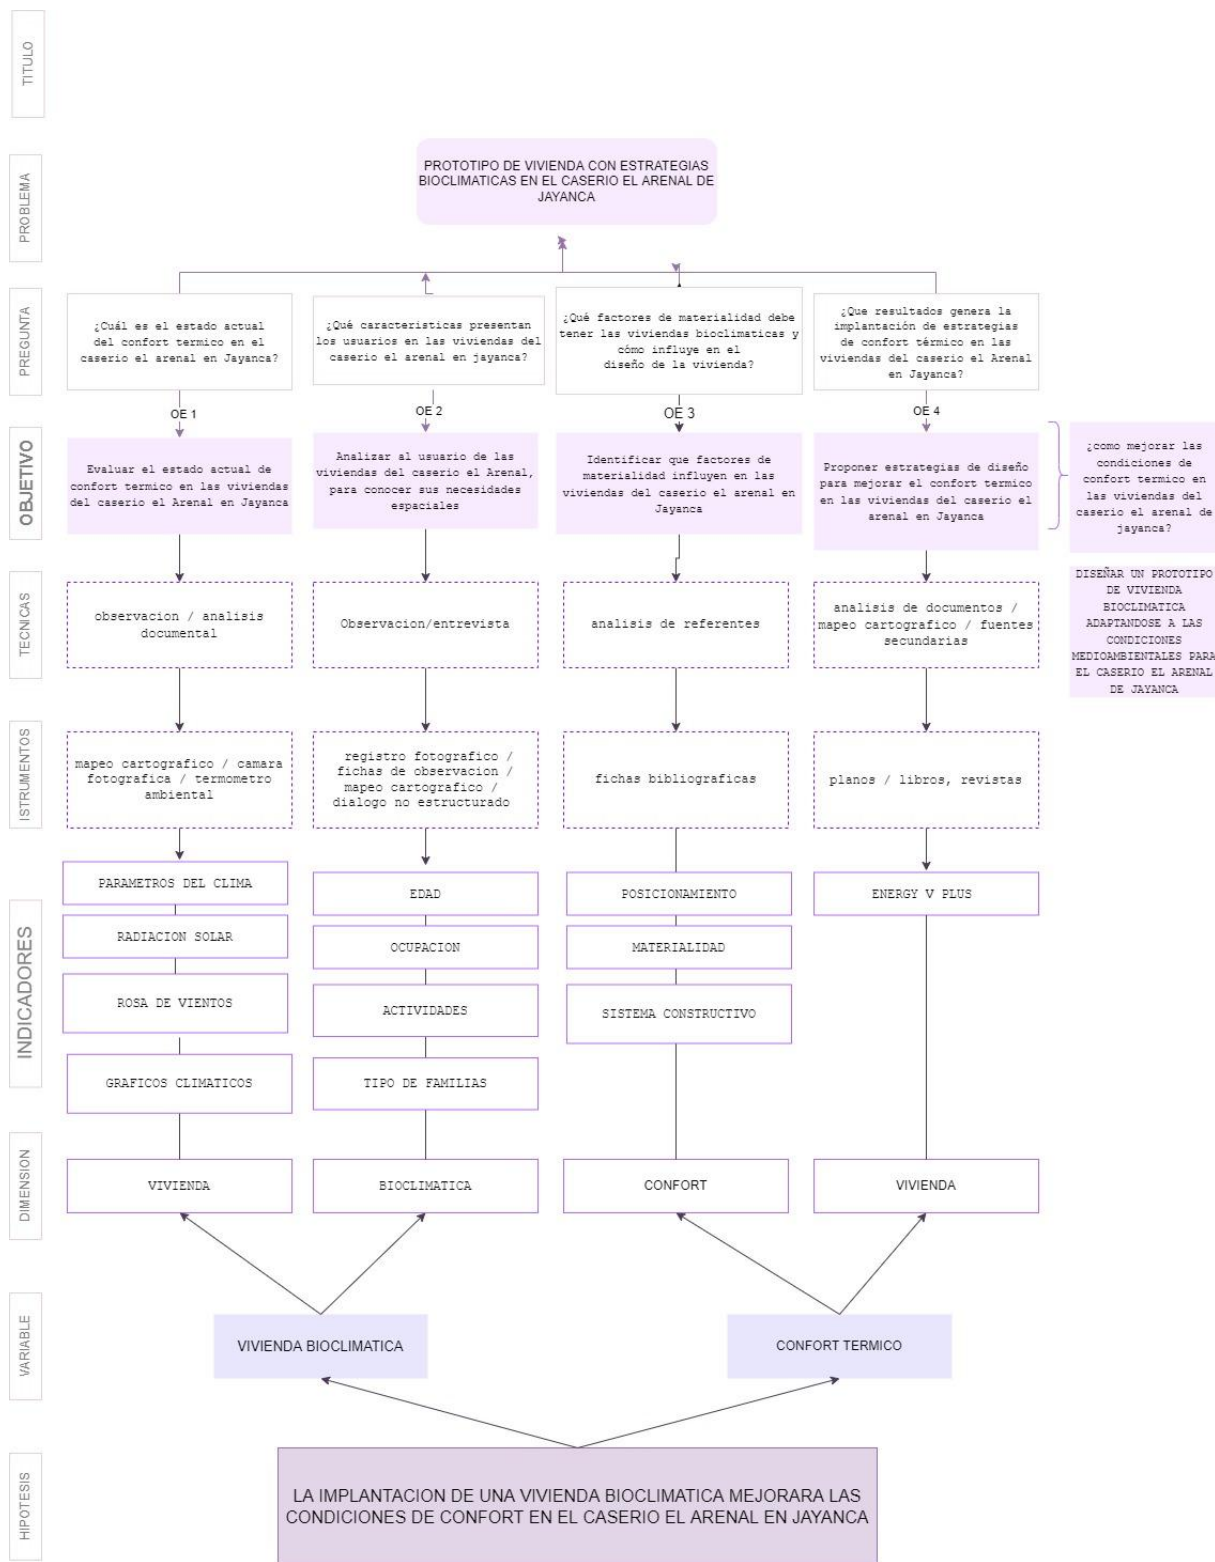 TITULO
PROBLEMA
PROTOTIPO DE VIVIENDA CON ESTRATEGIAS
BIOCLIMATICAS EN EL CASERIO EL ARENAL DE
JAYANCA
PREGUNTA
¿Cuál es el estado actual
del confort termico en el
caserio el arenal en Jayanca?
¿Qué caracteristicas presentan
los usuarios en las viviendas del
caserio el arenal en jayanca?
¿Qué factores de materialidad debe
tener las viviendas bioclimaticas y
cómo influye en el
diseño de la vivienda?
¿Que resultados genera la
implantación de estrategias
de confort térmico en las
viviendas del caserio el Arenal
en Jayanca?
OE 1
OE 2
OE 3
OE 4
OBJETIVO
Evaluar el estado actual de
confort termico en las viviendas
del caserio el Arenal en Jayanca
Analizar al usuario de las
viviendas del caserio el Arenal,
para conocer sus necesidades
espaciales
Identificar que factores de
materialidad influyen en las
viviendas del caserio el arenal en
Jayanca
Proponer estrategias de diseño
para mejorar el confort termico
en las viviendas del caserio el
arenal en Jayanca
¿como mejorar las
condiciones de
confort termico en
las viviendas del
caserio el arenal de
jayanca?
TECNICAS
observacion / analisis
documental
Observacion/entrevista
analisis de referentes
analisis de documentos /
mapeo cartografico / fuentes
secundarias
DISEÑAR UN PROTOTIPO
DE VIVIENDA
BIOCLIMATICA
ADAPTANDOSE A LAS
CONDICIONES
MEDIOAMBIENTALES PARA
EL CASERIO EL ARENAL
DE JAYANCA
ISTRUMENTOS
mapeo cartografico / camara
fotografica / termometro
ambiental
registro fotografico /
fichas de observacion /
mapeo cartografico /
dialogo no estructurado
fichas bibliograficas
planos / libros, revistas
INDICADORES
PARAMETROS DEL CLIMA
RADIACION SOLAR
ROSA DE VIENTOS
GRAFICOS CLIMATICOS
EDAD
OCUPACION
ACTIVIDADES
TIPO DE FAMILIAS
POSICIONAMIENTO
MATERIALIDAD
SISTEMA CONSTRUCTIVO
ENERGY V PLUS
DIMENSION
VIVIENDA
BIOCLIMATICA
CONFORT
VIVIENDA
VARIABLE
VIVIENDA BIOCLIMATICA
CONFORT TERMICO
HIPOTESIS
LA IMPLANTACION DE UNA VIVIENDA BIOCLIMATICA MEJORARA LAS
CONDICIONES DE CONFORT EN EL CASERIO EL ARENAL EN JAYANCA